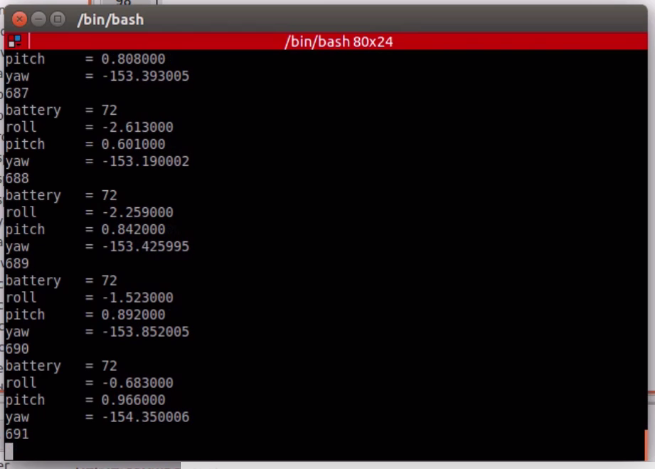 /bin/bash
/bin/bash 80x24
pitch = 0.808000
yaw = -153.393005
687
battery = 72
roll = -2.613000
pitch = 0.601000
yaw = -153.190002
688
battery = 72
roll = -2.259000
pitch = 0.842000
yaw = -153.425995
689
battery = 72
roll = -1.523000
pitch = 0.892000
yaw = -153.852005
690
battery = 72
roll = -0.683000
pitch = 0.966000
yaw = -154.350006
691